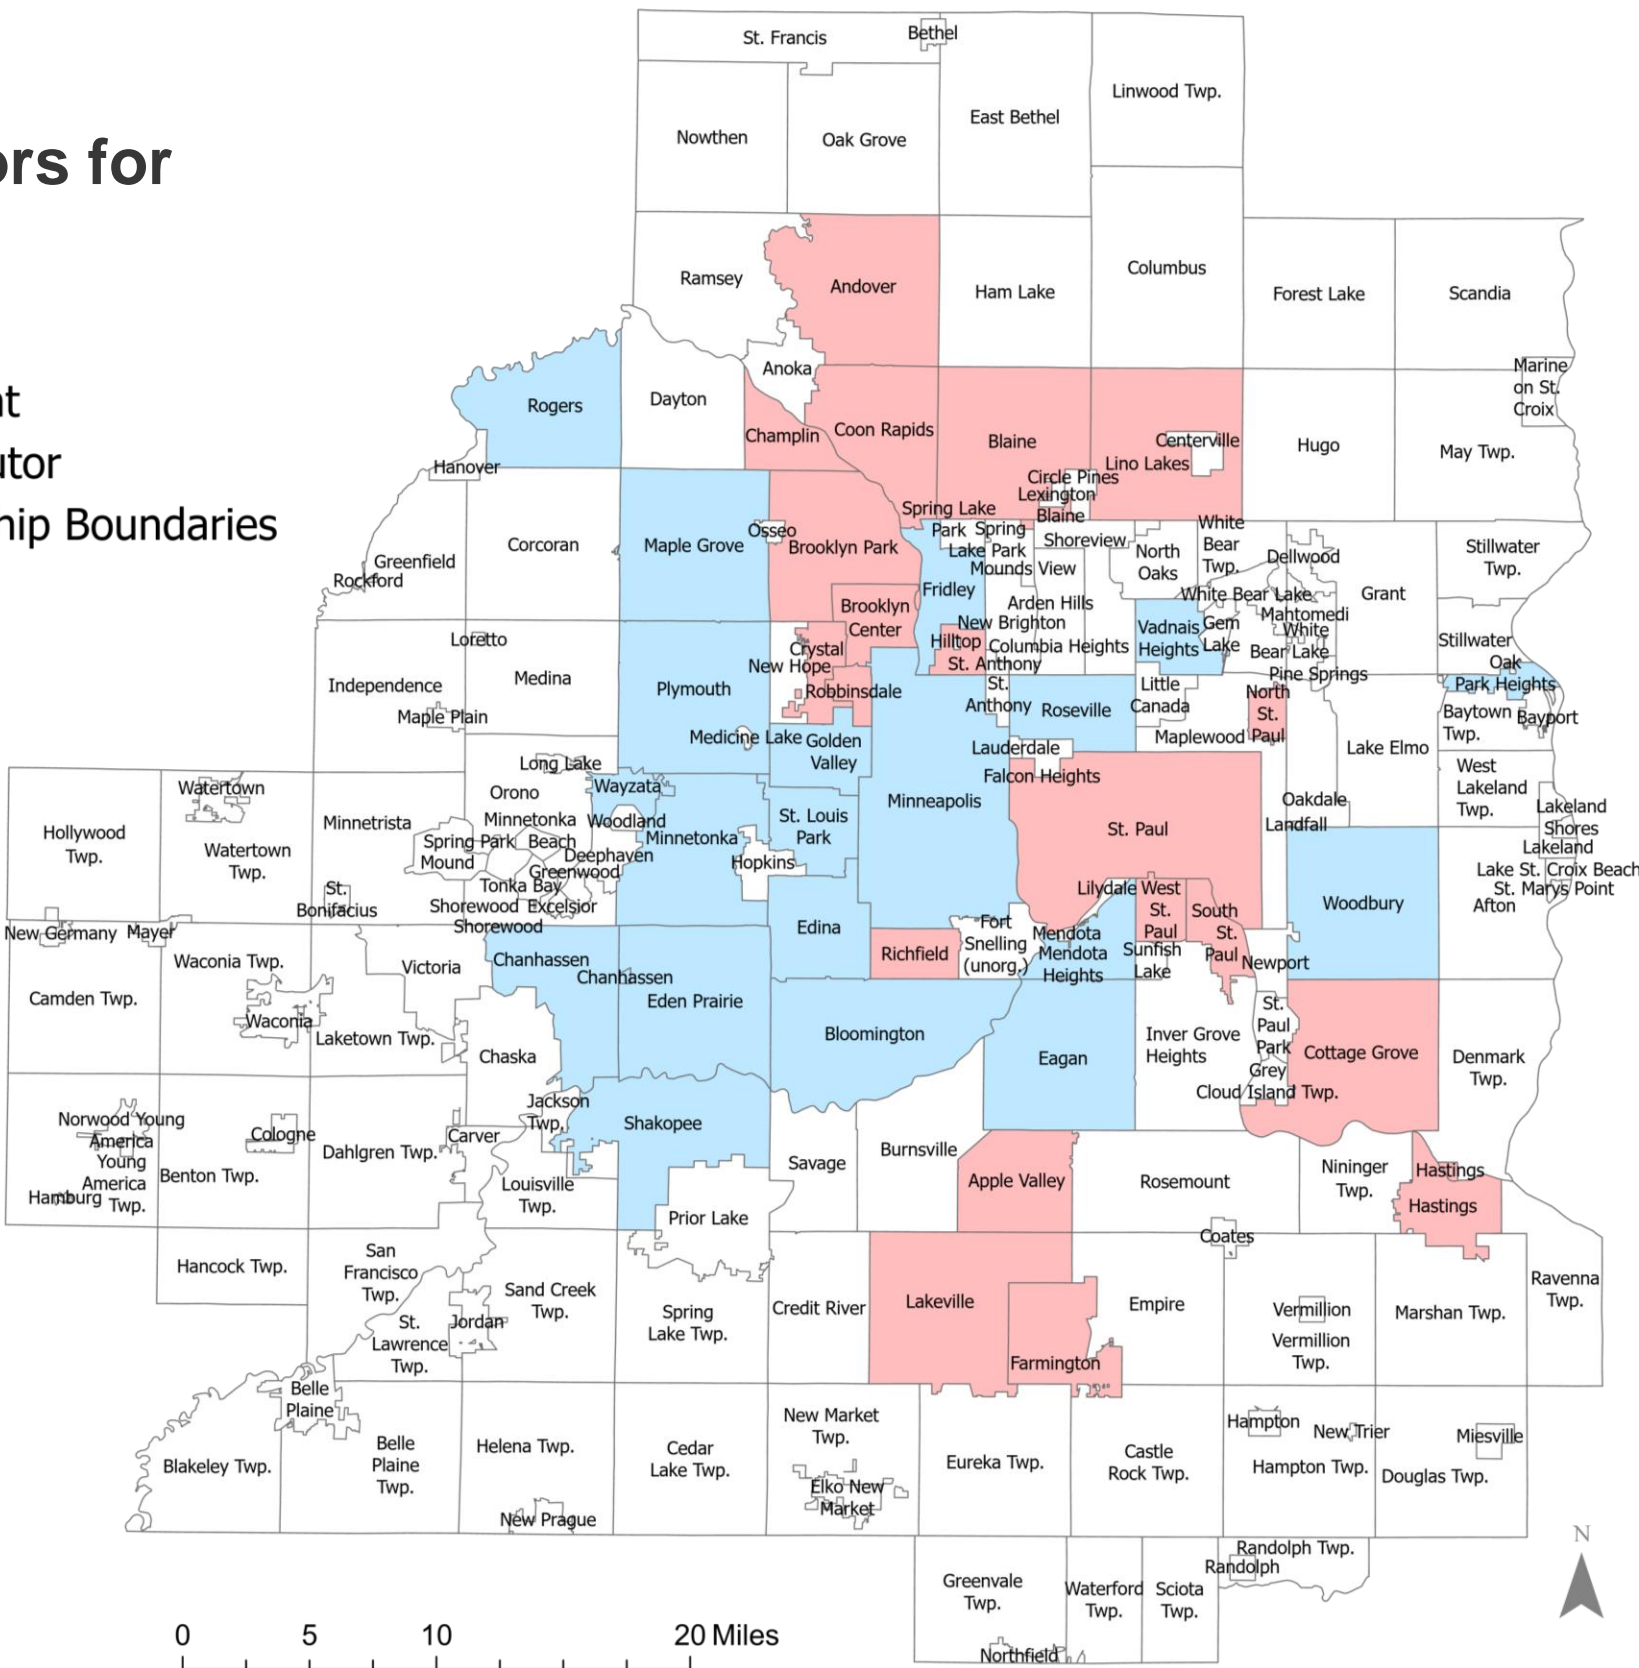 ors for
nt
utor
hip Boundaries
St. Francis
Bethel
Linwood Twp.
East Bethel
Nowthen
Oak Grove
Ramsey
Andover
Ham Lake
Columbus
Forest Lake
Scandia
Anoka
Marine
on St.
Croix
Rogers
Dayton
Champlin
Coon Rapids
Blaine
Centerville
Lino Lakes
Hugo
May Twp.
Hanover
Circle Pines
Lexington
Blaine
Spring Lake
Park
Spring
Lake Park
Mounds View
Shoreview
White
Bear
Twp.
North
Oaks
Dellwood
Stillwater
Twp.
Corcoran
Maple Grove
Osseo
Brooklyn Park
Greenfield
Rockford
Fridley
White Bear Lake
Grant
Brooklyn
Center
Arden Hills
New Brighton
Vadnais
Heights
Gem
Lake
Mahtomedi
White
Bear Lake
Stillwater
Loretto
Crystal
New Hope
Hilltop
Columbia Heights
St. Anthony
Pine Springs
Oak
Park Heights
Independence
Medina
Plymouth
Robbinsdale
St.
Anthony
Roseville
Little
Canada
North
St.
Paul
Maple Plain
Baytown
Twp.
Bayport
Medicine Lake
Golden
Valley
Lauderdale
Maplewood
Lake Elmo
Long Lake
Falcon Heights
West
Lakeland
Twp.
Watertown
Orono
Wayzata
Minneapolis
Oakdale
Landfall
Lakeland
Shores
Lakeland
Hollywood
Twp.
Watertown
Twp.
Minnetrista
Minnetonka
Beach
Woodland
Minnetonka
St. Louis
Park
St. Paul
Spring Park
Mound
Deephaven
Greenwood
Hopkins
Lake St. Croix Beach
St. Marys Point
Afton
St.
Bonifacius
Tonka Bay
Shorewood
Excelsior
Shorewood
Lilydale
West
St.
Paul
South
St.
Paul
Woodbury
New Germany
Mayer
Edina
Fort
Snelling
(unorg.)
Mendota
Mendota
Heights
Sunfish
Lake
Newport
Waconia Twp.
Victoria
Chanhassen
Chanhassen
Richfield
Camden Twp.
Waconia
Laketown Twp.
Eden Prairie
Bloomington
St.
Paul
Park
Chaska
Eagan
Inver Grove
Heights
Grey
Cloud Island Twp.
Cottage Grove
Denmark
Twp.
Norwood Young
America
Young
America
Twp.
Hamburg
Cologne
Benton Twp.
Dahlgren Twp.
Carver
Jackson
Twp.
Shakopee
Louisville
Twp.
Savage
Burnsville
Apple Valley
Rosemount
Nininger
Twp.
Hastings
Hastings
Prior Lake
Coates
Hancock Twp.
San
Francisco
Twp.
Sand Creek
Twp.
Spring
Lake Twp.
Credit River
Lakeville
Empire
Vermillion
Vermillion
Twp.
Marshan Twp.
Ravenna
Twp.
St.
Lawrence
Twp.
Jordan
Farmington
Belle
Plaine
Blakeley Twp.
Belle
Plaine
Twp.
Helena Twp.
Cedar
Lake Twp.
New Market
Twp.
Elko New
Market
Eureka Twp.
Castle
Rock Twp.
Hampton
New Trier
Hampton Twp.
Miesville
Douglas Twp.
New Prague
Greenvale
Twp.
Waterford
Twp.
Sciota
Twp.
Randolph Twp.
Randolph
Northfield
N
0 5 10 20 Miles